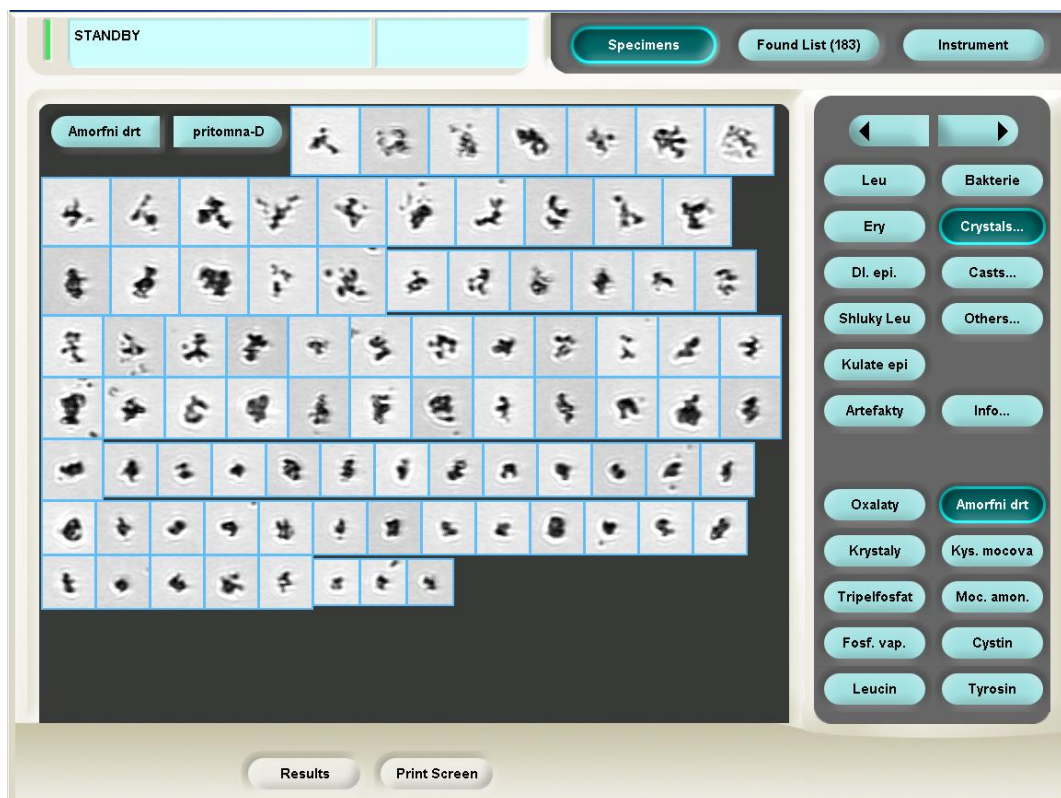 STANDBY
Specimens
Found List (183)
Instrument
Amorfni drt
pritomna-D
Leu
Bakterie
Ery
Crystals...
Dl. epi.
Casts...
Shluky Leu
Others...
Kulate epi
Artefakty
Info...
Oxalaty
Amorfni drt
Krystaly
Kys. mocova
Tripelfosfat
Moc. amon.
Fosf. vap.
Cystin
Leucin
Tyrosin
Results
Print Screen